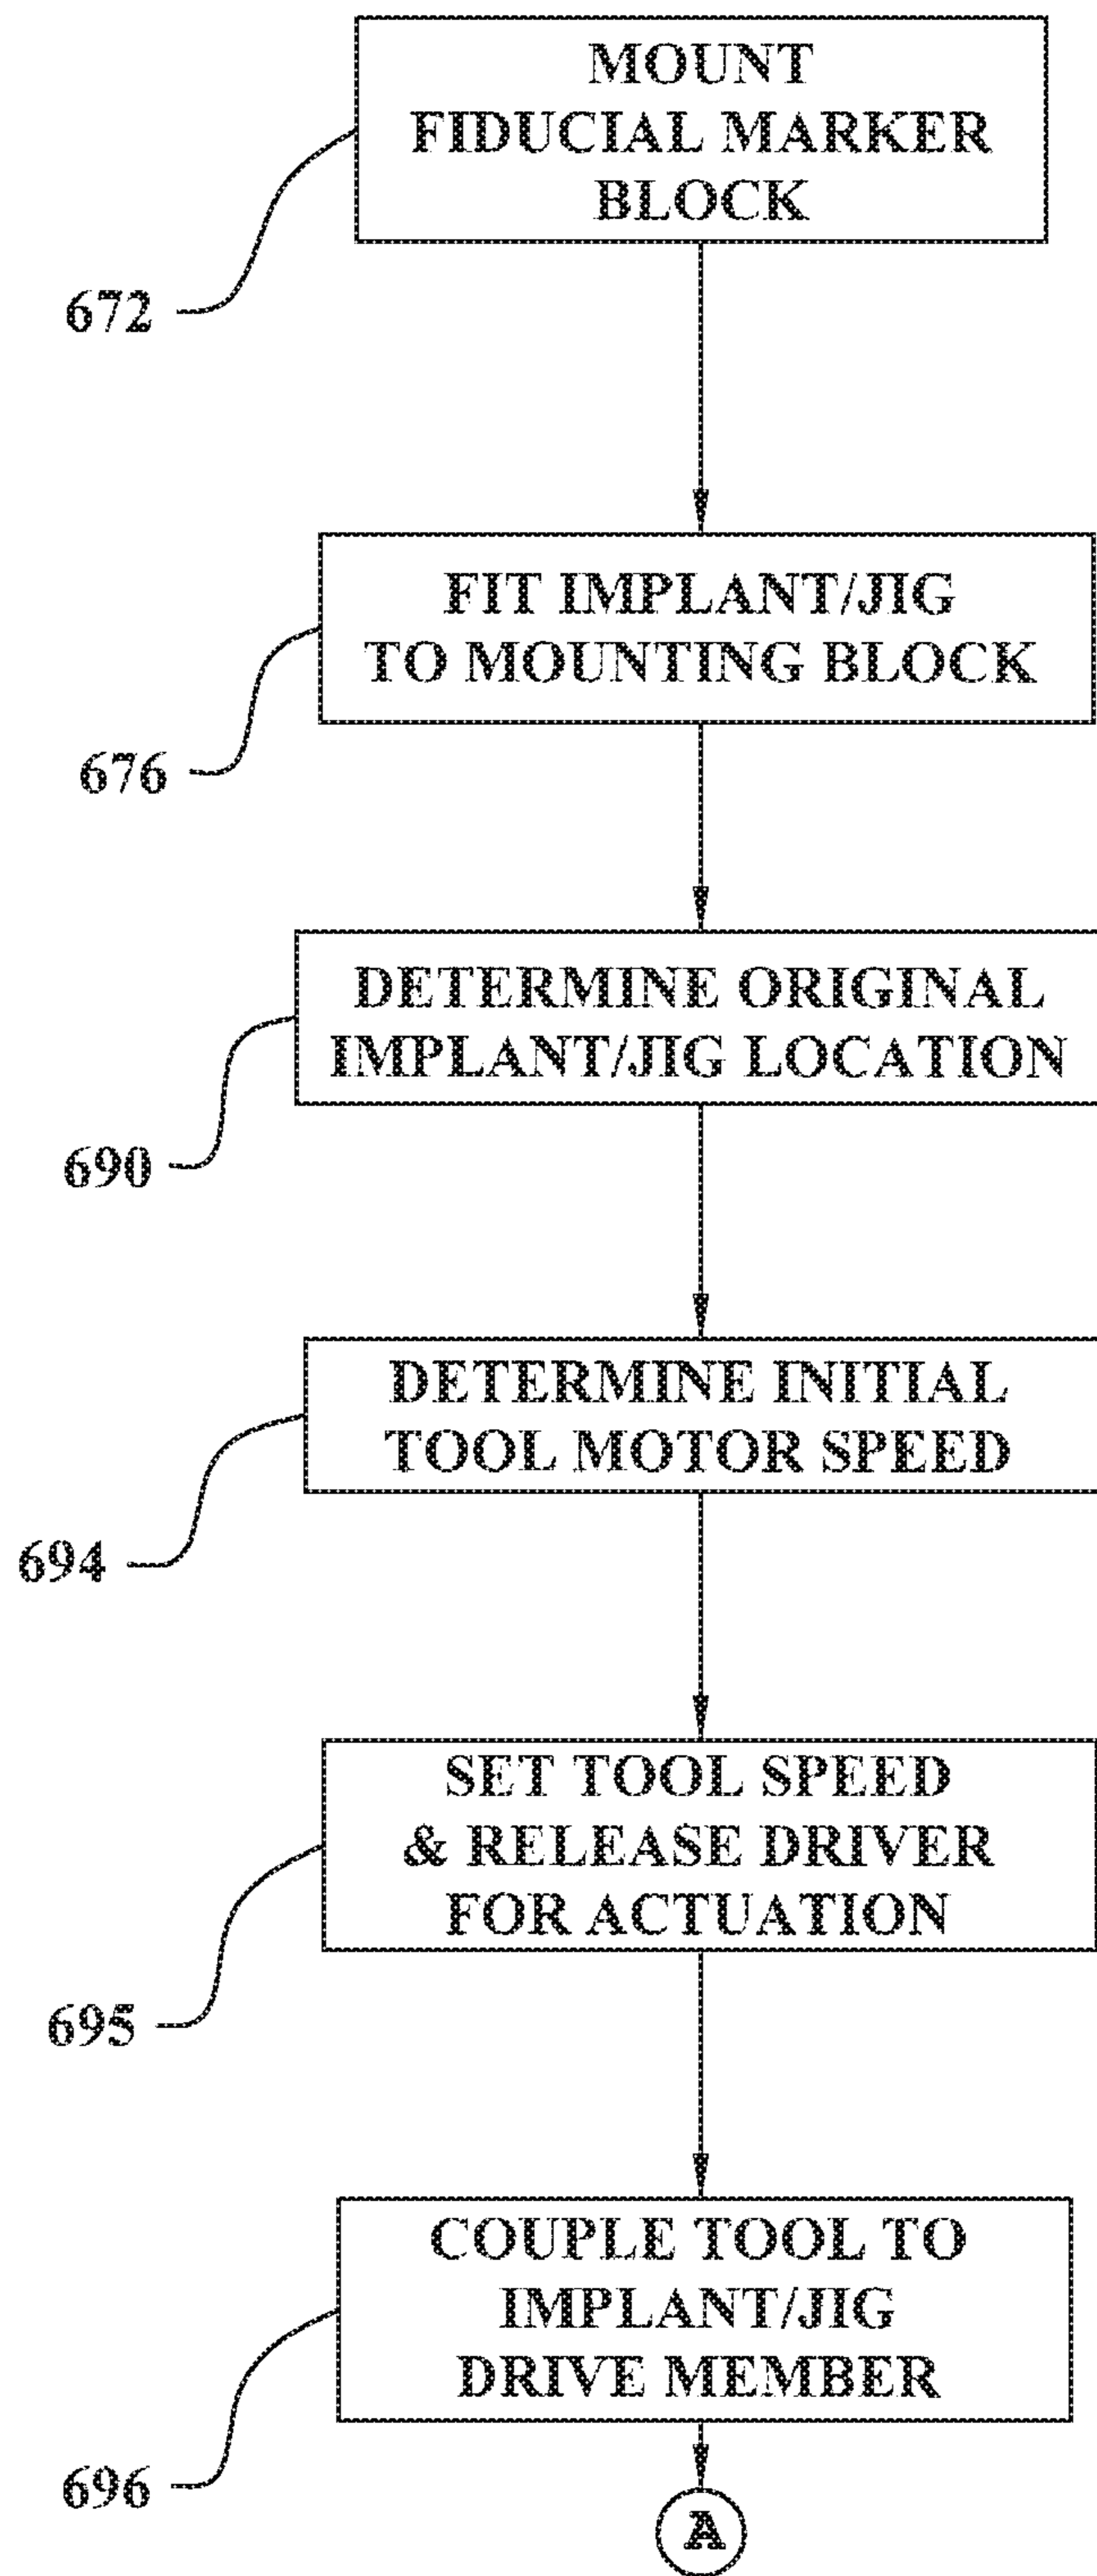 MOUNT
FIDUCIAL MARKER
BLOCK
672
FIT IMPLANT/JIG
TO MOUNTING BLOCK
676
DETERMINE ORIGINAL
IMPLANT/JIG LOCATION
690
DETERMINE INITIAL
TOOL MOTOR SPEED
694
SET TOOL SPEED
& RELEASE DRIVER
FOR ACTUATION
695
COUPLE TOOL TO
IMPLANT/JIG
DRIVE MEMBER
696
A